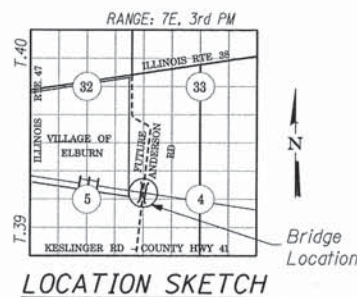 RANGE: 7E, 3rd PM
T.40
ILLINOIS RTE 38
ILLINOIS RTE 47
32
33
VILLAGE OF
ELBURN
FUTURE
ANDERSON
RD
N
5
4
T.39
KESLINGER RD - COUNTY HWY 41
Bridge
Location
LOCATION SKETCH